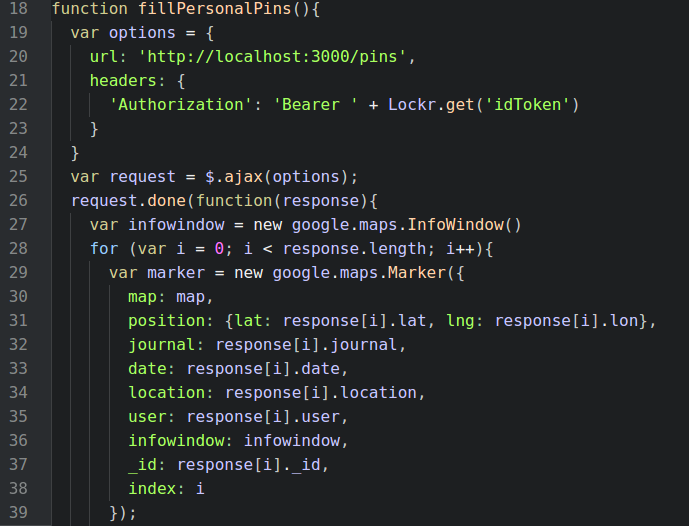 18 function fillPersonalPins(){
19   var options = {
20     url: 'http://localhost:3000/pins',
21     headers: {
22       'Authorization': 'Bearer ' + Lockr.get('idToken')
23     }
24   }
25   var request = $.ajax(options);
26   request.done(function(response){
27     var infowindow = new google.maps.InfoWindow()
28     for (var i = 0; i < response.length; i++){
29       var marker = new google.maps.Marker({
30         map: map,
31         position: {lat: response[i].lat, lng: response[i].lon},
32         journal: response[i].journal,
33         date: response[i].date,
34         location: response[i].location,
35         user: response[i].user,
36         infowindow: infowindow,
37         _id: response[i]._id,
38         index: i
39       });